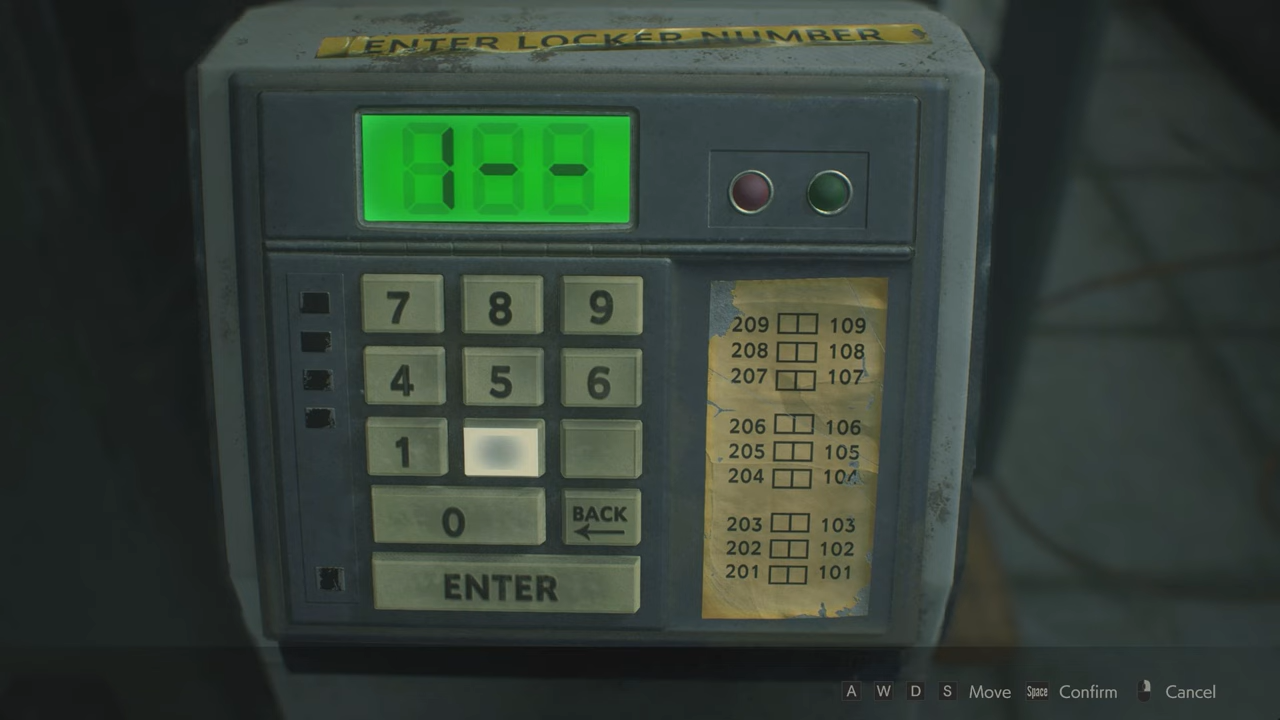 ENTER LOCKER NUMBER
1--
7 8 9
4 5 6
1
0 BACK
ENTER
209 109
208 108
207 107
206 106
205 105
204 104
203 103
202 102
201 101
A W D S Move Space Confirm Cancel